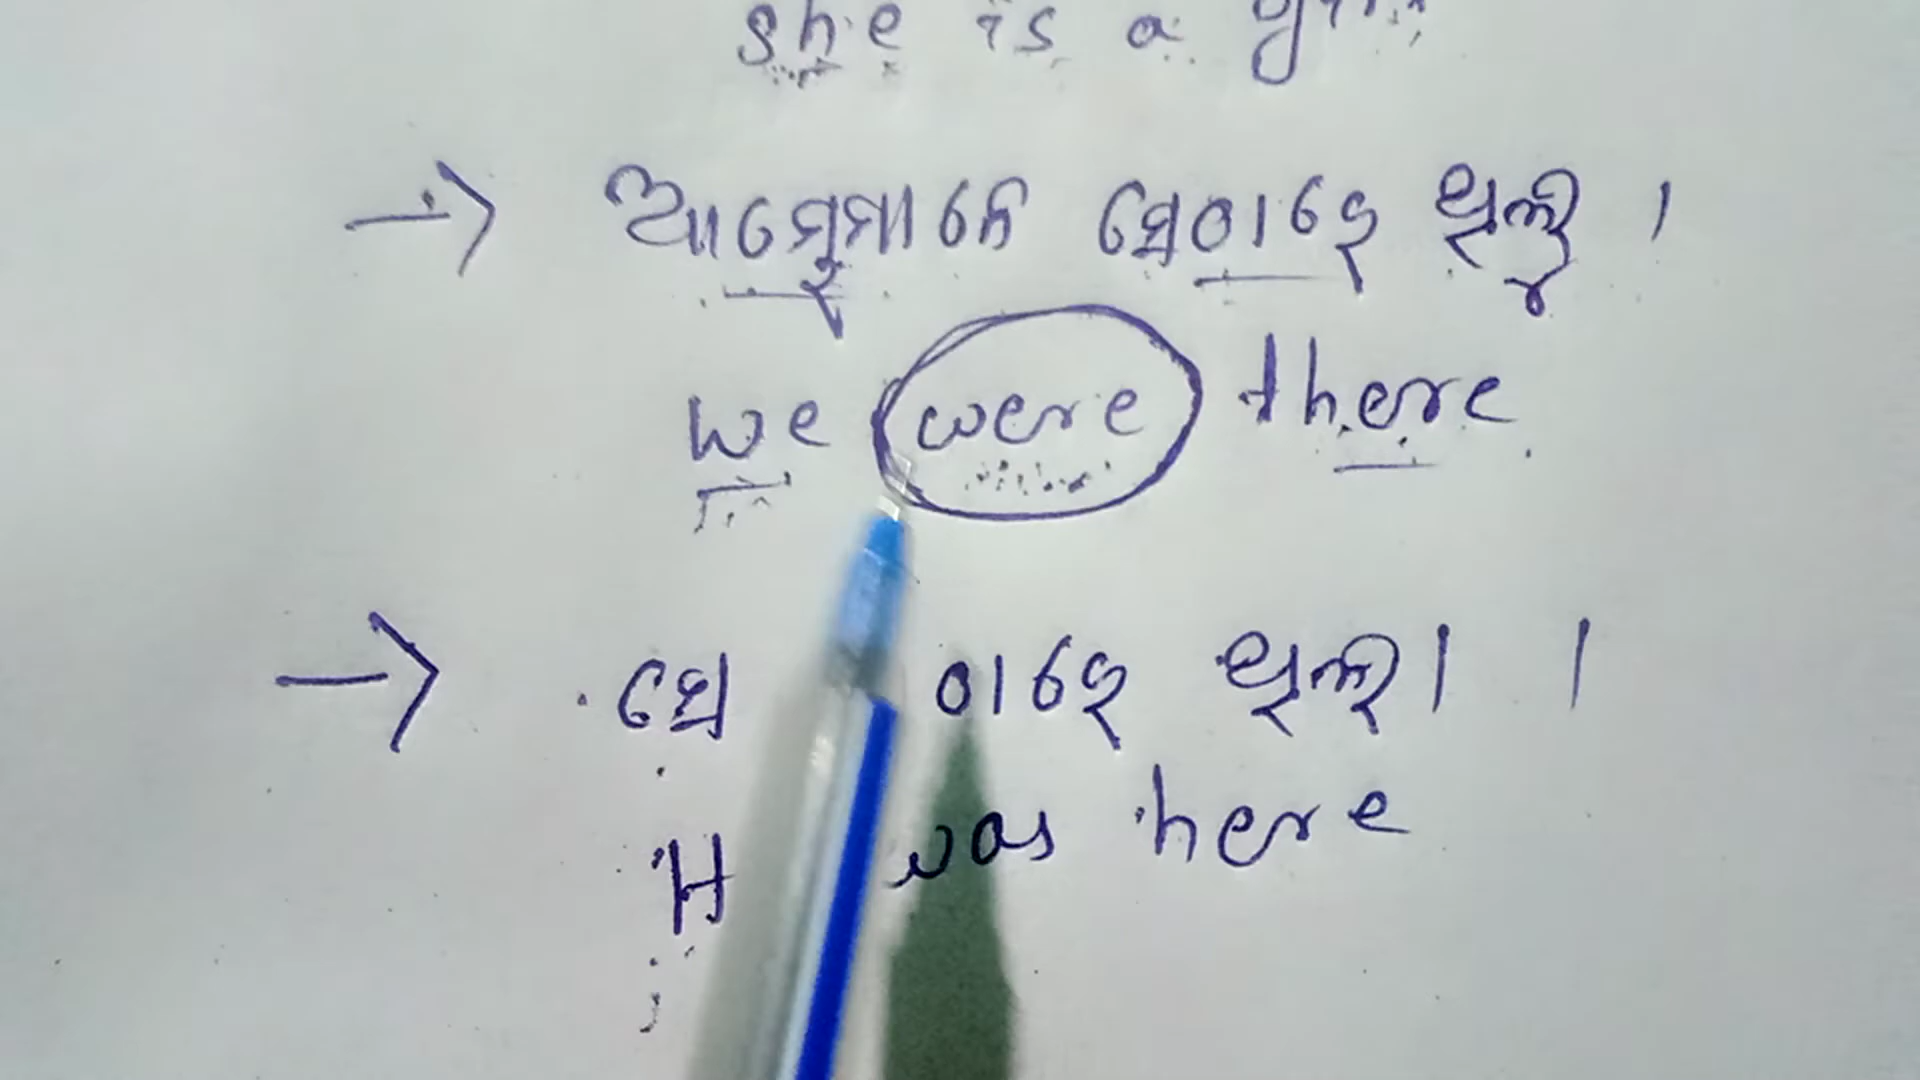 she is a
→ ଆମ୍ଭେମାନେ ସେଠାରେ ଥିଲୁ ।
we were there
→ ସେ ଠାରେ ଥିଲା ।
H was here